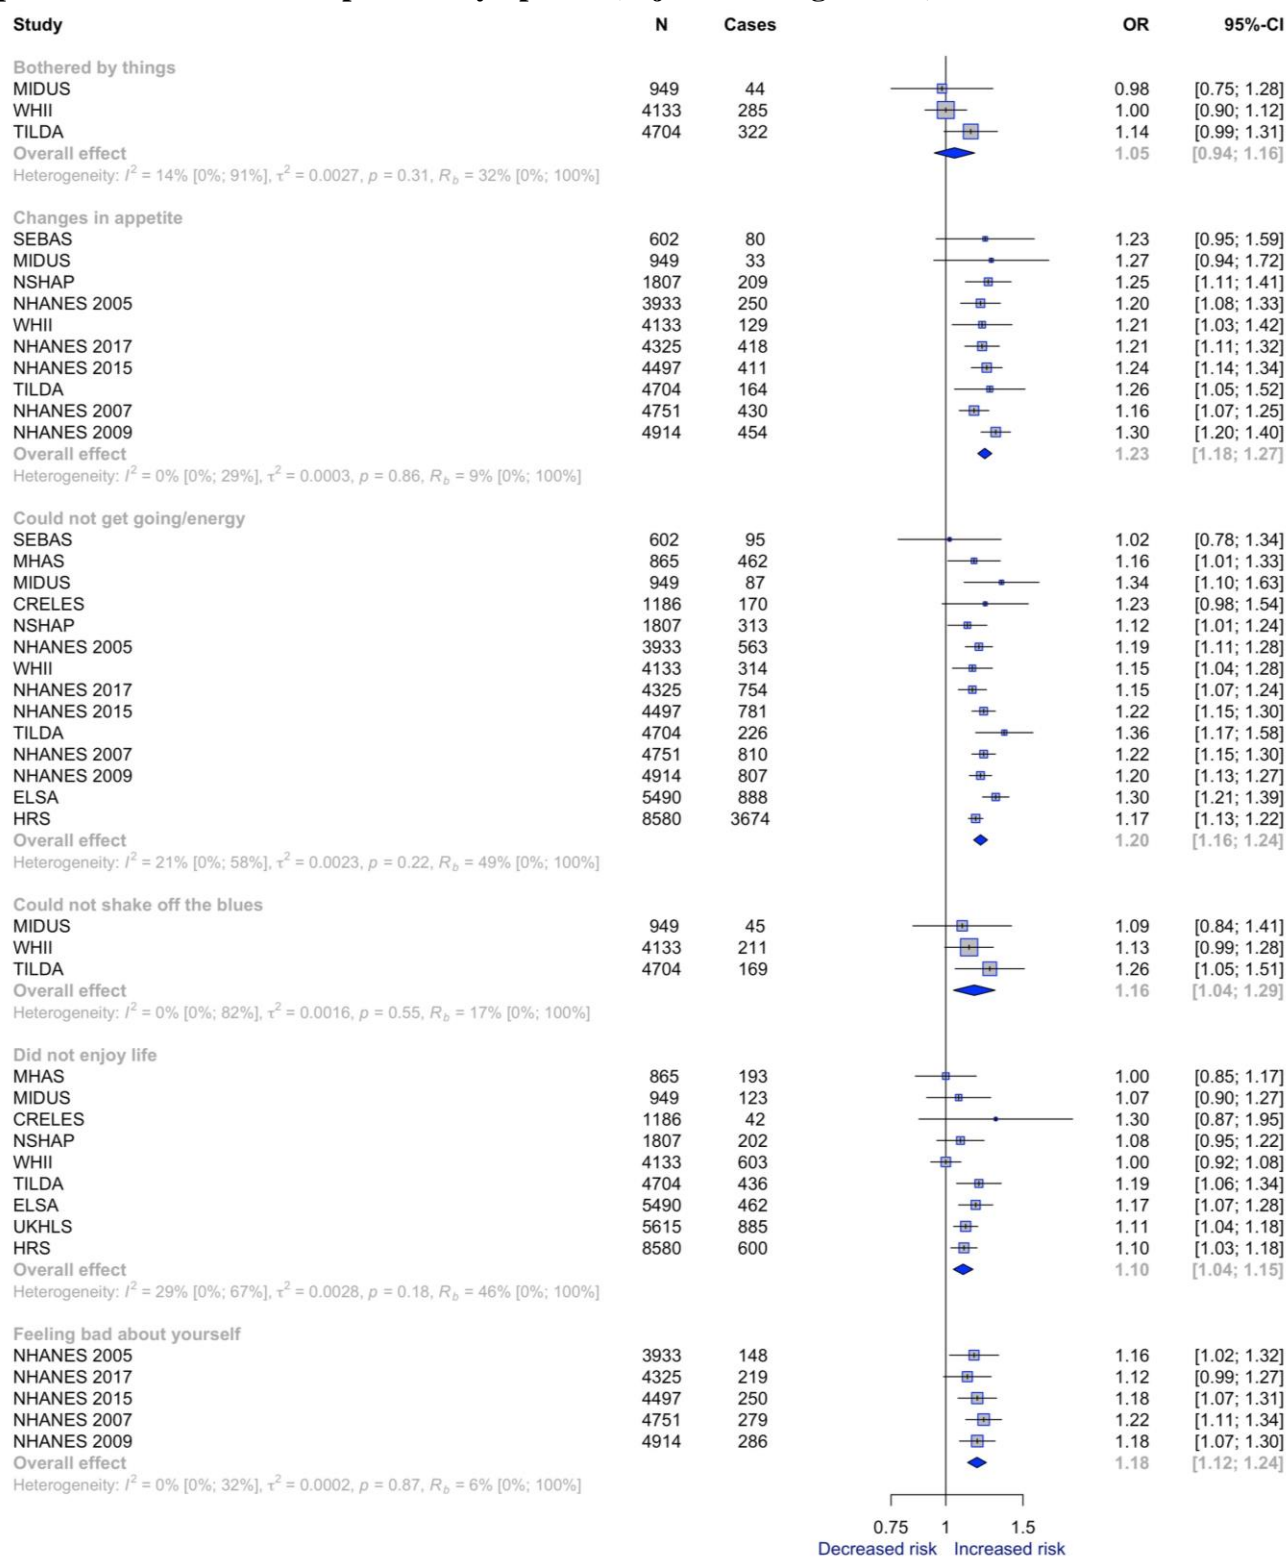 Study N Cases OR 95%-CI
Bothered by things
MIDUS 949 44 0.98 [0.75; 1.28]
WHII 4133 285 1.00 [0.90; 1.12]
TILDA 4704 322 1.14 [0.99; 1.31]
Overall effect 1.05 [0.94; 1.16]
Heterogeneity: I² = 14% [0%; 91%], τ² = 0.0027, p = 0.31, R_b = 32% [0%; 100%]
Changes in appetite
SEBAS 602 80 1.23 [0.95; 1.59]
MIDUS 949 33 1.27 [0.94; 1.72]
NSHAP 1807 209 1.25 [1.11; 1.41]
NHANES 2005 3933 250 1.20 [1.08; 1.33]
WHII 4133 129 1.21 [1.03; 1.42]
NHANES 2017 4325 418 1.21 [1.11; 1.32]
NHANES 2015 4497 411 1.24 [1.14; 1.34]
TILDA 4704 164 1.26 [1.05; 1.52]
NHANES 2007 4751 430 1.16 [1.07; 1.25]
NHANES 2009 4914 454 1.30 [1.20; 1.40]
Overall effect 1.23 [1.18; 1.27]
Heterogeneity: I² = 0% [0%; 29%], τ² = 0.0003, p = 0.86, R_b = 9% [0%; 100%]
Could not get going/energy
SEBAS 602 95 1.02 [0.78; 1.34]
MHAS 865 462 1.16 [1.01; 1.33]
MIDUS 949 87 1.34 [1.10; 1.63]
CRELES 1186 170 1.23 [0.98; 1.54]
NSHAP 1807 313 1.12 [1.01; 1.24]
NHANES 2005 3933 563 1.19 [1.11; 1.28]
WHII 4133 314 1.15 [1.04; 1.28]
NHANES 2017 4325 754 1.15 [1.07; 1.24]
NHANES 2015 4497 781 1.22 [1.15; 1.30]
TILDA 4704 226 1.36 [1.17; 1.58]
NHANES 2007 4751 810 1.22 [1.15; 1.30]
NHANES 2009 4914 807 1.20 [1.13; 1.27]
ELSA 5490 888 1.30 [1.21; 1.39]
HRS 8580 3674 1.17 [1.13; 1.22]
Overall effect 1.20 [1.16; 1.24]
Heterogeneity: I² = 21% [0%; 58%], τ² = 0.0023, p = 0.22, R_b = 49% [0%; 100%]
Could not shake off the blues
MIDUS 949 45 1.09 [0.84; 1.41]
WHII 4133 211 1.13 [0.99; 1.28]
TILDA 4704 169 1.26 [1.05; 1.51]
Overall effect 1.16 [1.04; 1.29]
Heterogeneity: I² = 0% [0%; 82%], τ² = 0.0016, p = 0.55, R_b = 17% [0%; 100%]
Did not enjoy life
MHAS 865 193 1.00 [0.85; 1.17]
MIDUS 949 123 1.07 [0.90; 1.27]
CRELES 1186 42 1.30 [0.87; 1.95]
NSHAP 1807 202 1.08 [0.95; 1.22]
WHII 4133 603 1.00 [0.92; 1.08]
TILDA 4704 436 1.19 [1.06; 1.34]
ELSA 5490 462 1.17 [1.07; 1.28]
UKHLS 5615 885 1.11 [1.04; 1.18]
HRS 8580 600 1.10 [1.03; 1.18]
Overall effect 1.10 [1.04; 1.15]
Heterogeneity: I² = 29% [0%; 67%], τ² = 0.0028, p = 0.18, R_b = 46% [0%; 100%]
Feeling bad about yourself
NHANES 2005 3933 148 1.16 [1.02; 1.32]
NHANES 2017 4325 219 1.12 [0.99; 1.27]
NHANES 2015 4497 250 1.18 [1.07; 1.31]
NHANES 2007 4751 279 1.22 [1.11; 1.34]
NHANES 2009 4914 286 1.18 [1.07; 1.30]
Overall effect 1.18 [1.12; 1.24]
Heterogeneity: I² = 0% [0%; 32%], τ² = 0.0002, p = 0.87, R_b = 6% [0%; 100%]
0.75 1 1.5
Decreased risk Increased risk